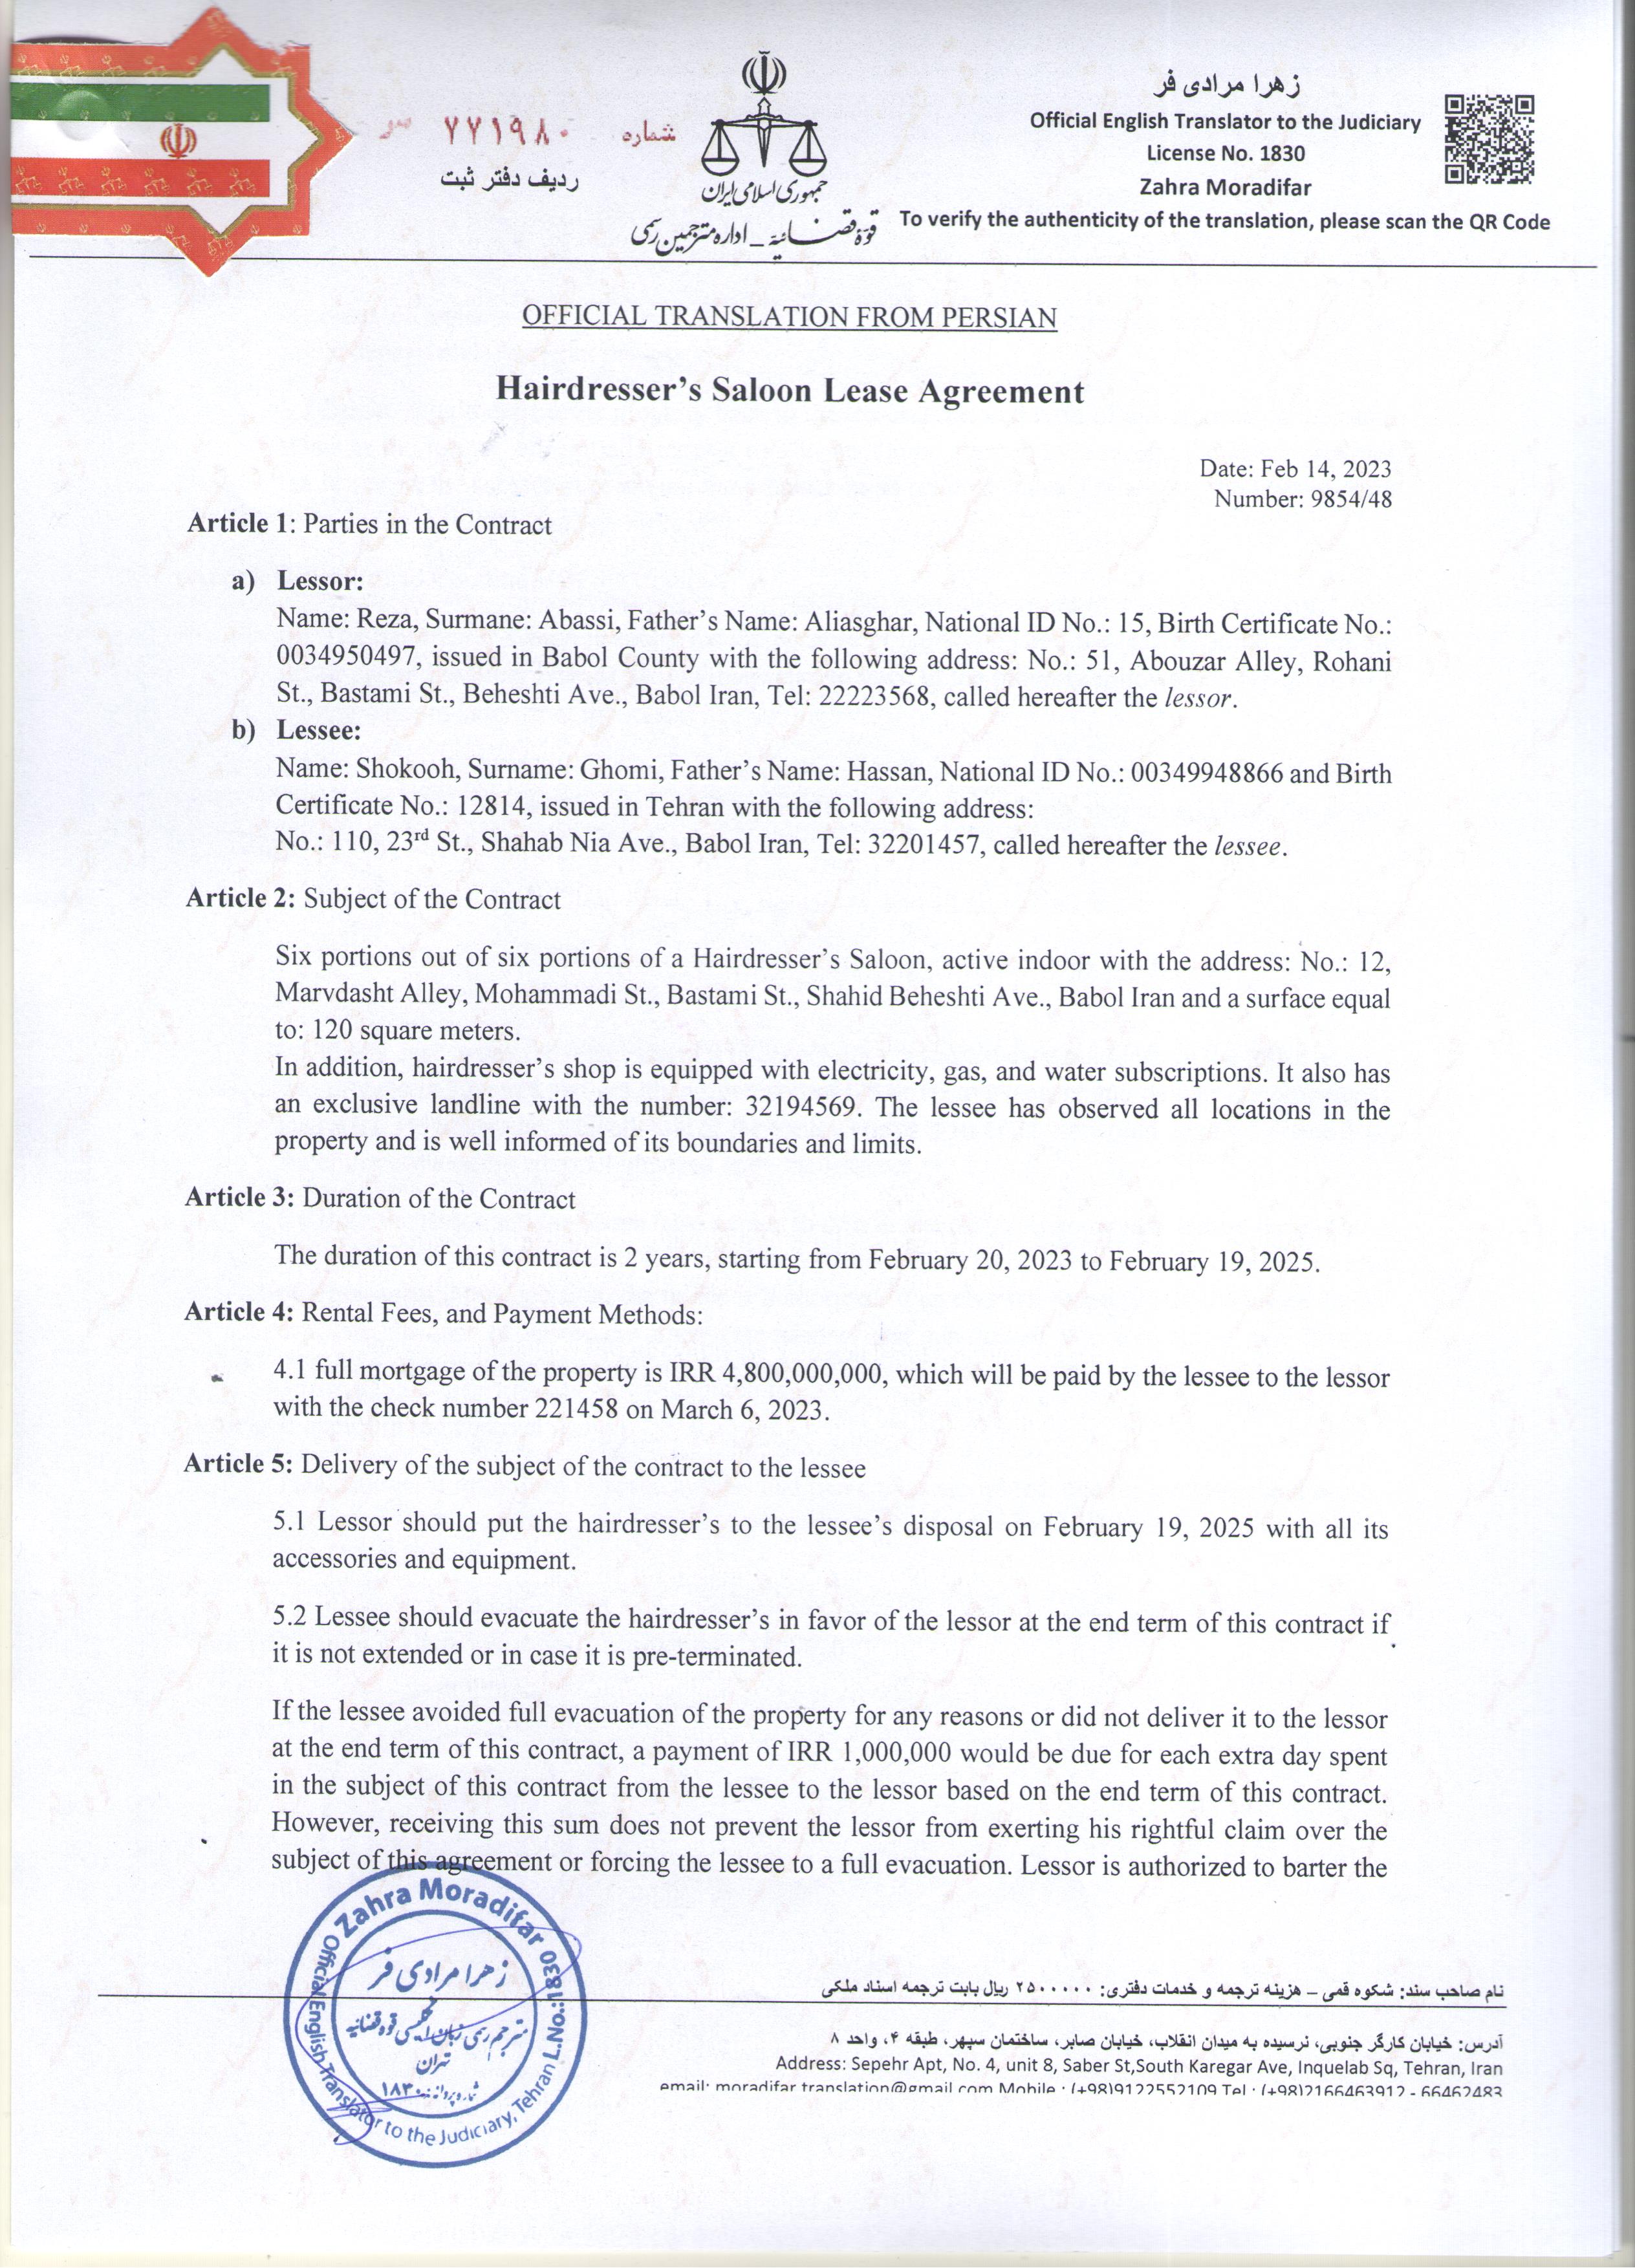 شماره ۷۷۱۹۸۰
ردیف دفتر ثبت
جمهوری اسلامی ایران
قوّه قضائیه – اداره مترجمین رسمی
زهرا مرادی فر
Official English Translator to the Judiciary
License No. 1830
Zahra Moradifar
To verify the authenticity of the translation, please scan the QR Code
OFFICIAL TRANSLATION FROM PERSIAN
Hairdresser’s Saloon Lease Agreement
Date: Feb 14, 2023
Number: 9854/48
Article 1: Parties in the Contract
a) Lessor:
Name: Reza, Surmane: Abassi, Father’s Name: Aliasghar, National ID No.: 15, Birth Certificate No.:
0034950497, issued in Babol County with the following address: No.: 51, Abouzar Alley, Rohani
St., Bastami St., Beheshti Ave., Babol Iran, Tel: 22223568, called hereafter the lessor.
b) Lessee:
Name: Shokooh, Surname: Ghomi, Father’s Name: Hassan, National ID No.: 00349948866 and Birth
Certificate No.: 12814, issued in Tehran with the following address:
No.: 110, 23rd St., Shahab Nia Ave., Babol Iran, Tel: 32201457, called hereafter the lessee.
Article 2: Subject of the Contract
Six portions out of six portions of a Hairdresser’s Saloon, active indoor with the address: No.: 12,
Marvdasht Alley, Mohammadi St., Bastami St., Shahid Beheshti Ave., Babol Iran and a surface equal
to: 120 square meters.
In addition, hairdresser’s shop is equipped with electricity, gas, and water subscriptions. It also has
an exclusive landline with the number: 32194569. The lessee has observed all locations in the
property and is well informed of its boundaries and limits.
Article 3: Duration of the Contract
The duration of this contract is 2 years, starting from February 20, 2023 to February 19, 2025.
Article 4: Rental Fees, and Payment Methods:
4.1 full mortgage of the property is IRR 4,800,000,000, which will be paid by the lessee to the lessor
with the check number 221458 on March 6, 2023.
Article 5: Delivery of the subject of the contract to the lessee
5.1 Lessor should put the hairdresser’s to the lessee’s disposal on February 19, 2025 with all its
accessories and equipment.
5.2 Lessee should evacuate the hairdresser’s in favor of the lessor at the end term of this contract if
it is not extended or in case it is pre-terminated.
If the lessee avoided full evacuation of the property for any reasons or did not deliver it to the lessor
at the end term of this contract, a payment of IRR 1,000,000 would be due for each extra day spent
in the subject of this contract from the lessee to the lessor based on the end term of this contract.
However, receiving this sum does not prevent the lessor from exerting his rightful claim over the
subject of this agreement or forcing the lessee to a full evacuation. Lessor is authorized to barter the
Zahra Moradifar
Official English Translator to the Judiciary, Tehran L.No.:01830
زهرا مرادی فر
مترجم رسمی زبان انگلیسی قوه قضائیه
تهران
شماره پروانه: ۱۸۳۰
نام صاحب سند: شکوه قمی – هزینه ترجمه و خدمات دفتری: ۲۵۰۰۰۰۰ ریال بابت ترجمه اسناد ملکی
آدرس: خیابان کارگر جنوبی، نرسیده به میدان انقلاب، خیابان صابر، ساختمان سپهر، طبقه ۴، واحد ۸
Address: Sepehr Apt, No. 4, unit 8, Saber St,South Karegar Ave, Inquelab Sq, Tehran, Iran
email: moradifar.translation@gmail.com Mobile : (+98)9122552109 Tel : (+98)2166463912 - 66462483